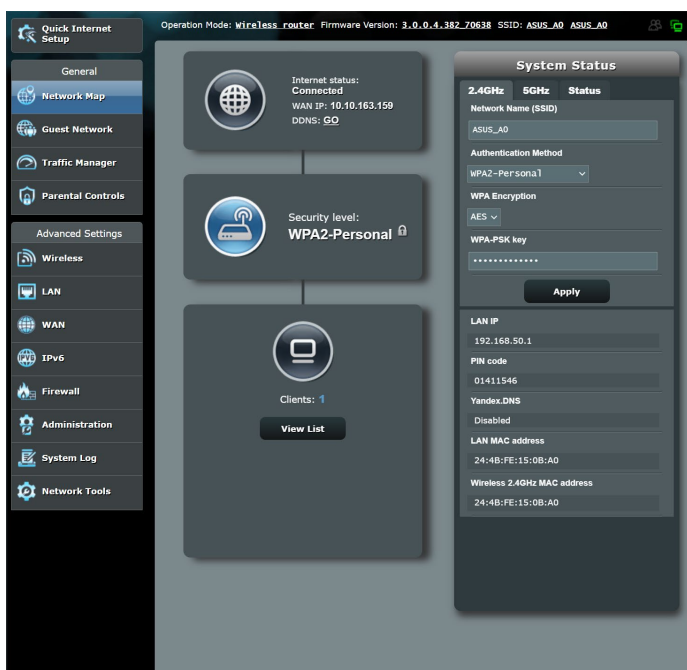 Quick Internet
Setup
Operation Mode: Wireless router Firmware Version: 3.0.0.4.382_70638 SSID: ASUS_A0 ASUS_A0
General
Network Map
Guest Network
Traffic Manager
Parental Controls
Advanced Settings
Wireless
LAN
WAN
IPv6
IPv6
Firewall
Administration
System Log
Network Tools
Internet status:
Connected
WAN IP: 10.10.163.159
DDNS: GO
Security level:
WPA2-Personal
Clients: 1
View List
System Status
2.4GHz 5GHz Status
Network Name (SSID)
ASUS_A0
Authentication Method
WPA2-Personal
WPA Encryption
AES
WPA-PSK key
•••••••••••••
Apply
LAN IP
192.168.50.1
PIN code
01411546
Yandex.DNS
Disabled
LAN MAC address
24:4B:FE:15:0B:A0
Wireless 2.4GHz MAC address
24:4B:FE:15:0B:A0